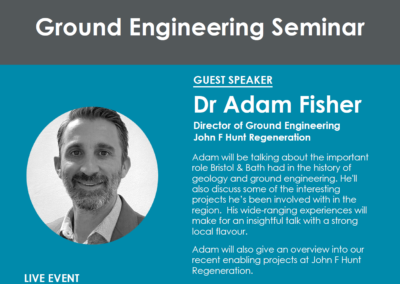 Ground Engineering Seminar
GUEST SPEAKER
Dr Adam Fisher
Director of Ground Engineering
John F Hunt Regeneration
Adam will be talking about the important
role Bristol & Bath had in the history of
geology and ground engineering. He'll
also discuss some of the interesting
projects he's been involved with in the
region.  His wide-ranging experiences will
make for an insightful talk with a strong
local flavour.
Adam will also give an overview into our
recent enabling projects at John F Hunt
Regeneration.
LIVE EVENT